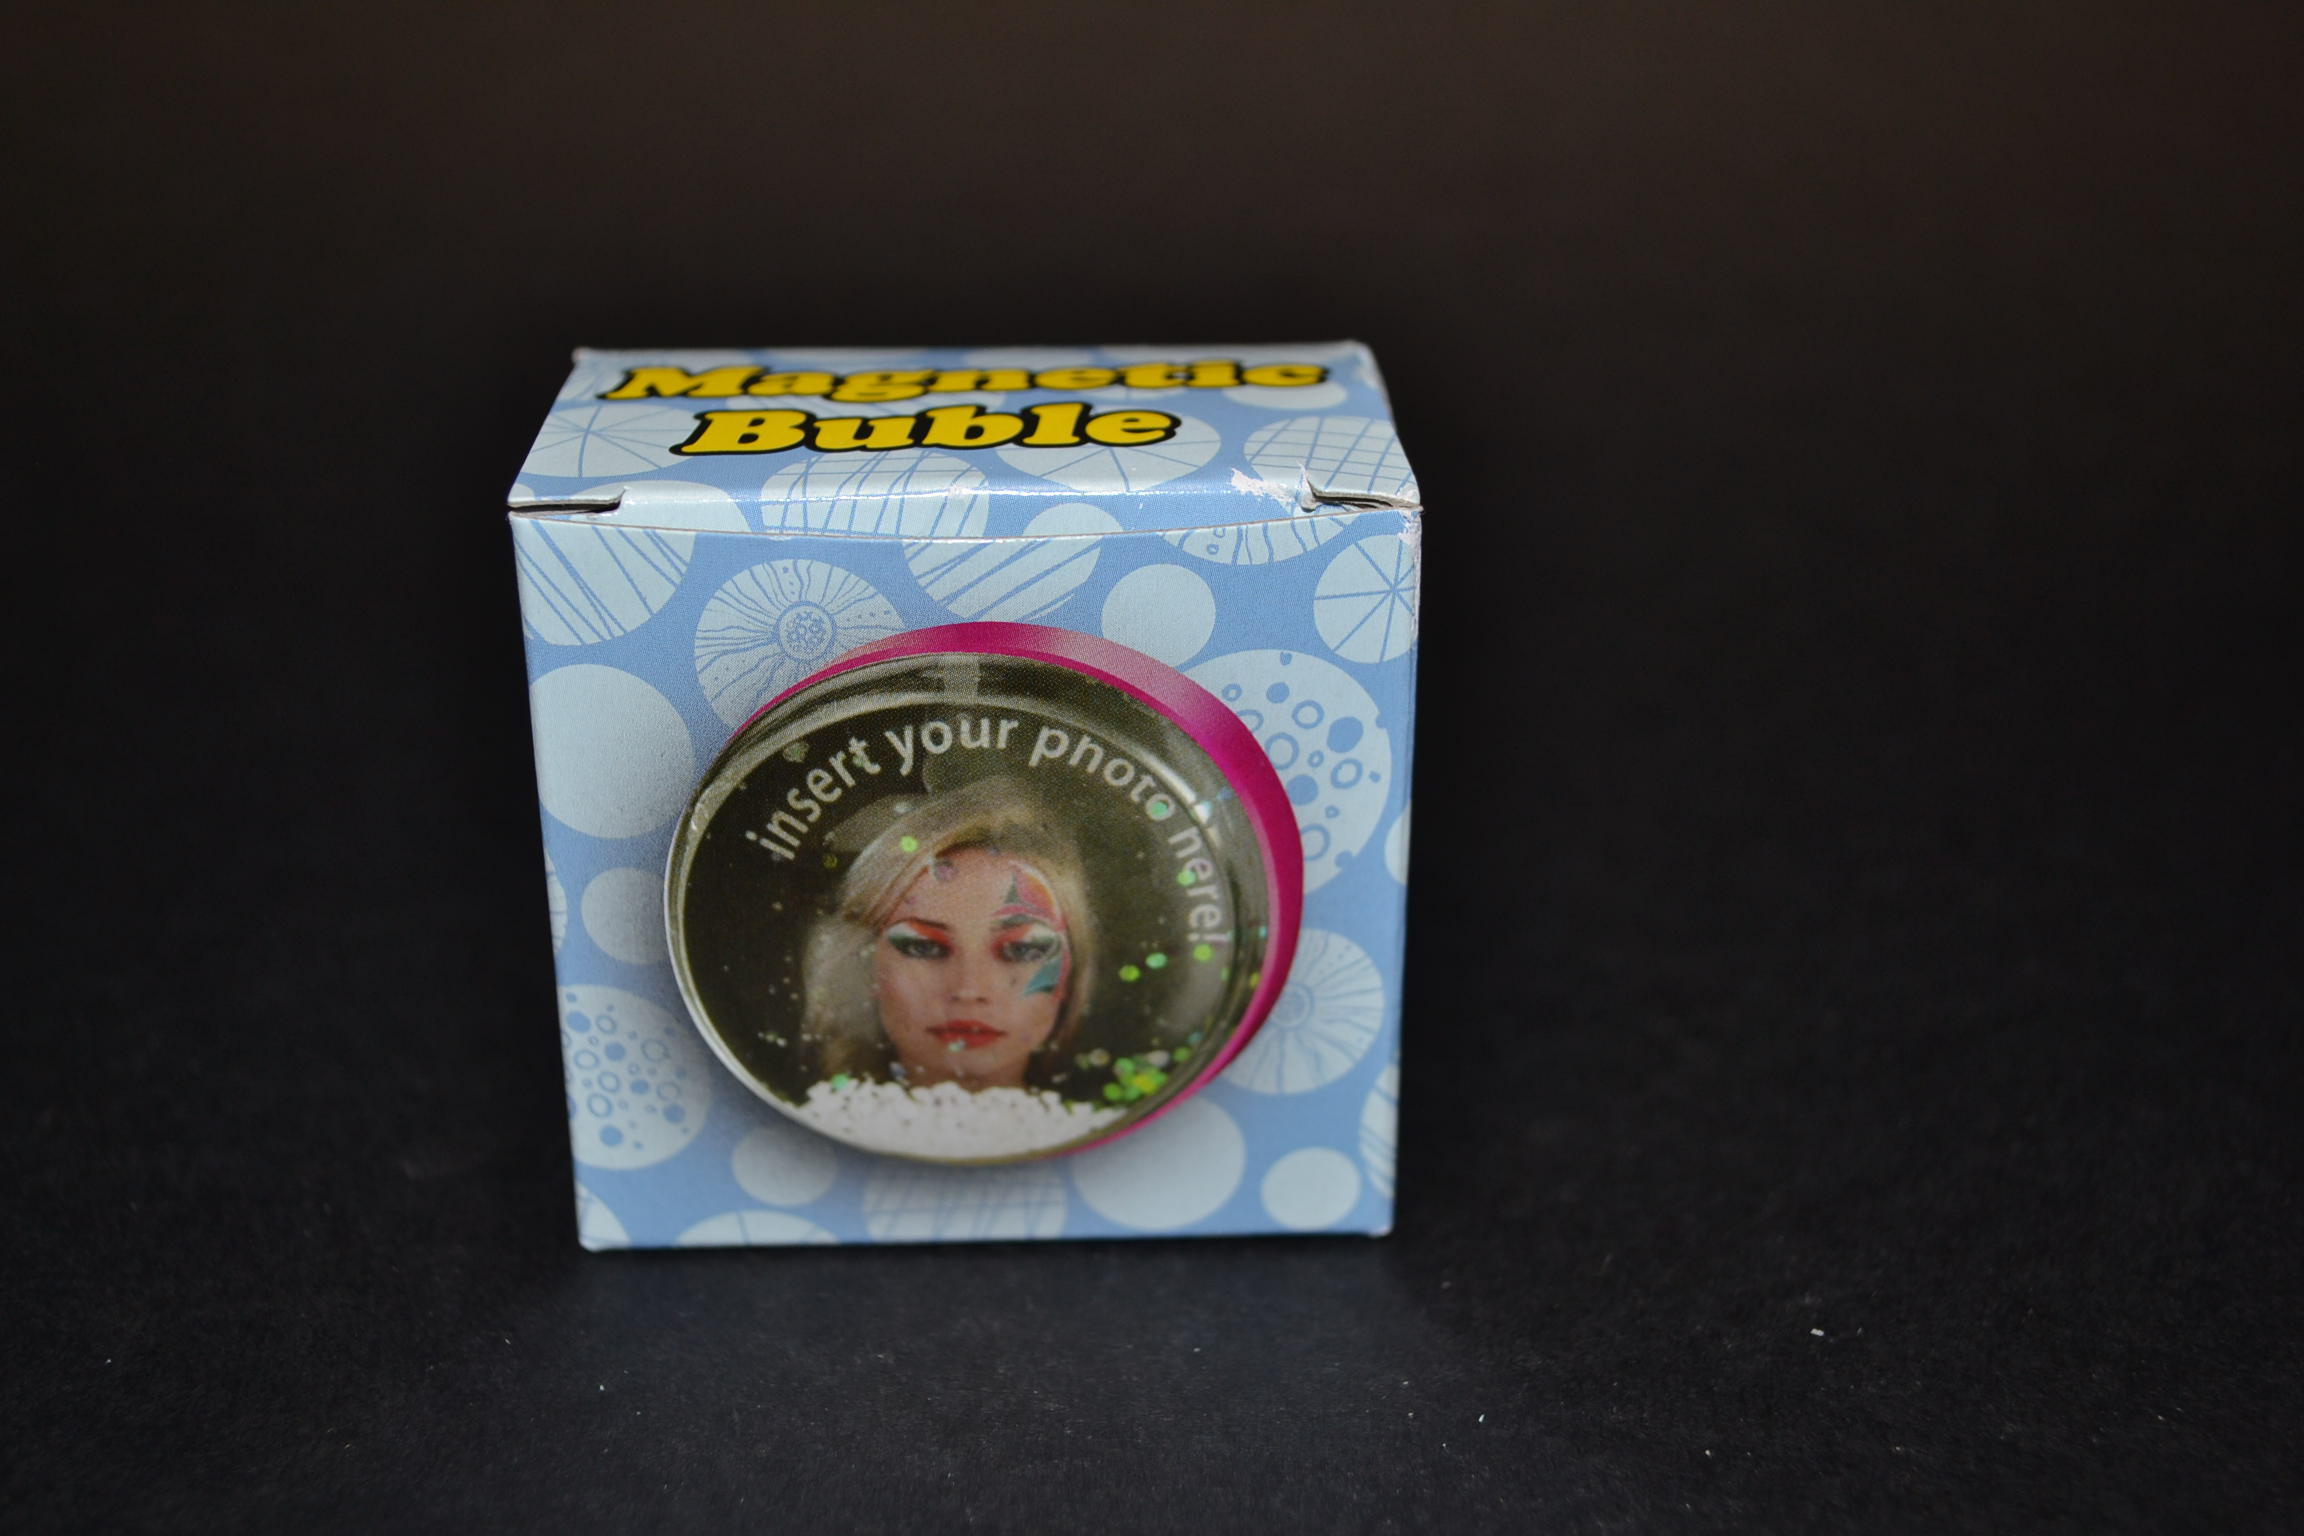 Magnetic
Buble
insert your photo here!